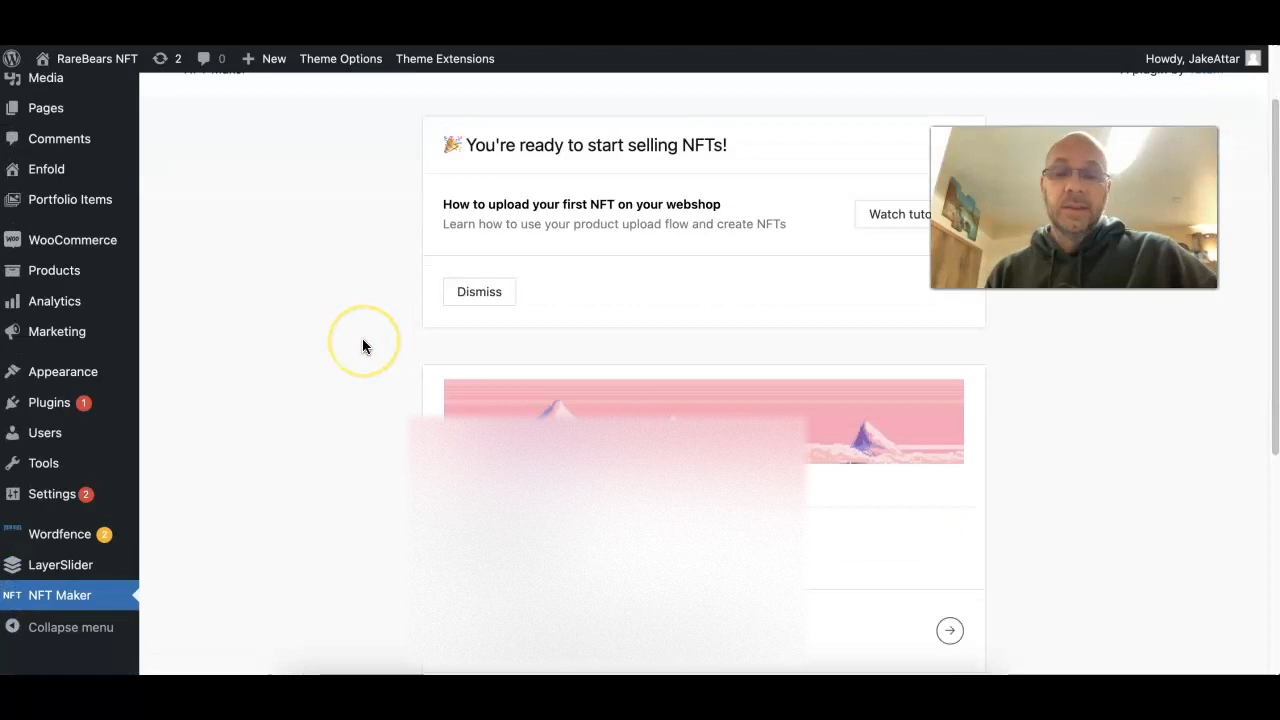 RareBears NFT
2
0
New
Theme Options
Theme Extensions
Howdy, JakeAttar
Media
Pages
Comments
Enfold
Portfolio Items
WOO
WooCommerce
Products
Analytics
Marketing
Appearance
Plugins 1
Users
Tools
Settings 2
Wordfence 2
LayerSlider
NFT NFT Maker
Collapse menu
🎉 You're ready to start selling NFTs!
How to upload your first NFT on your webshop
Learn how to use your product upload flow and create NFTs
Watch tuto
Dismiss